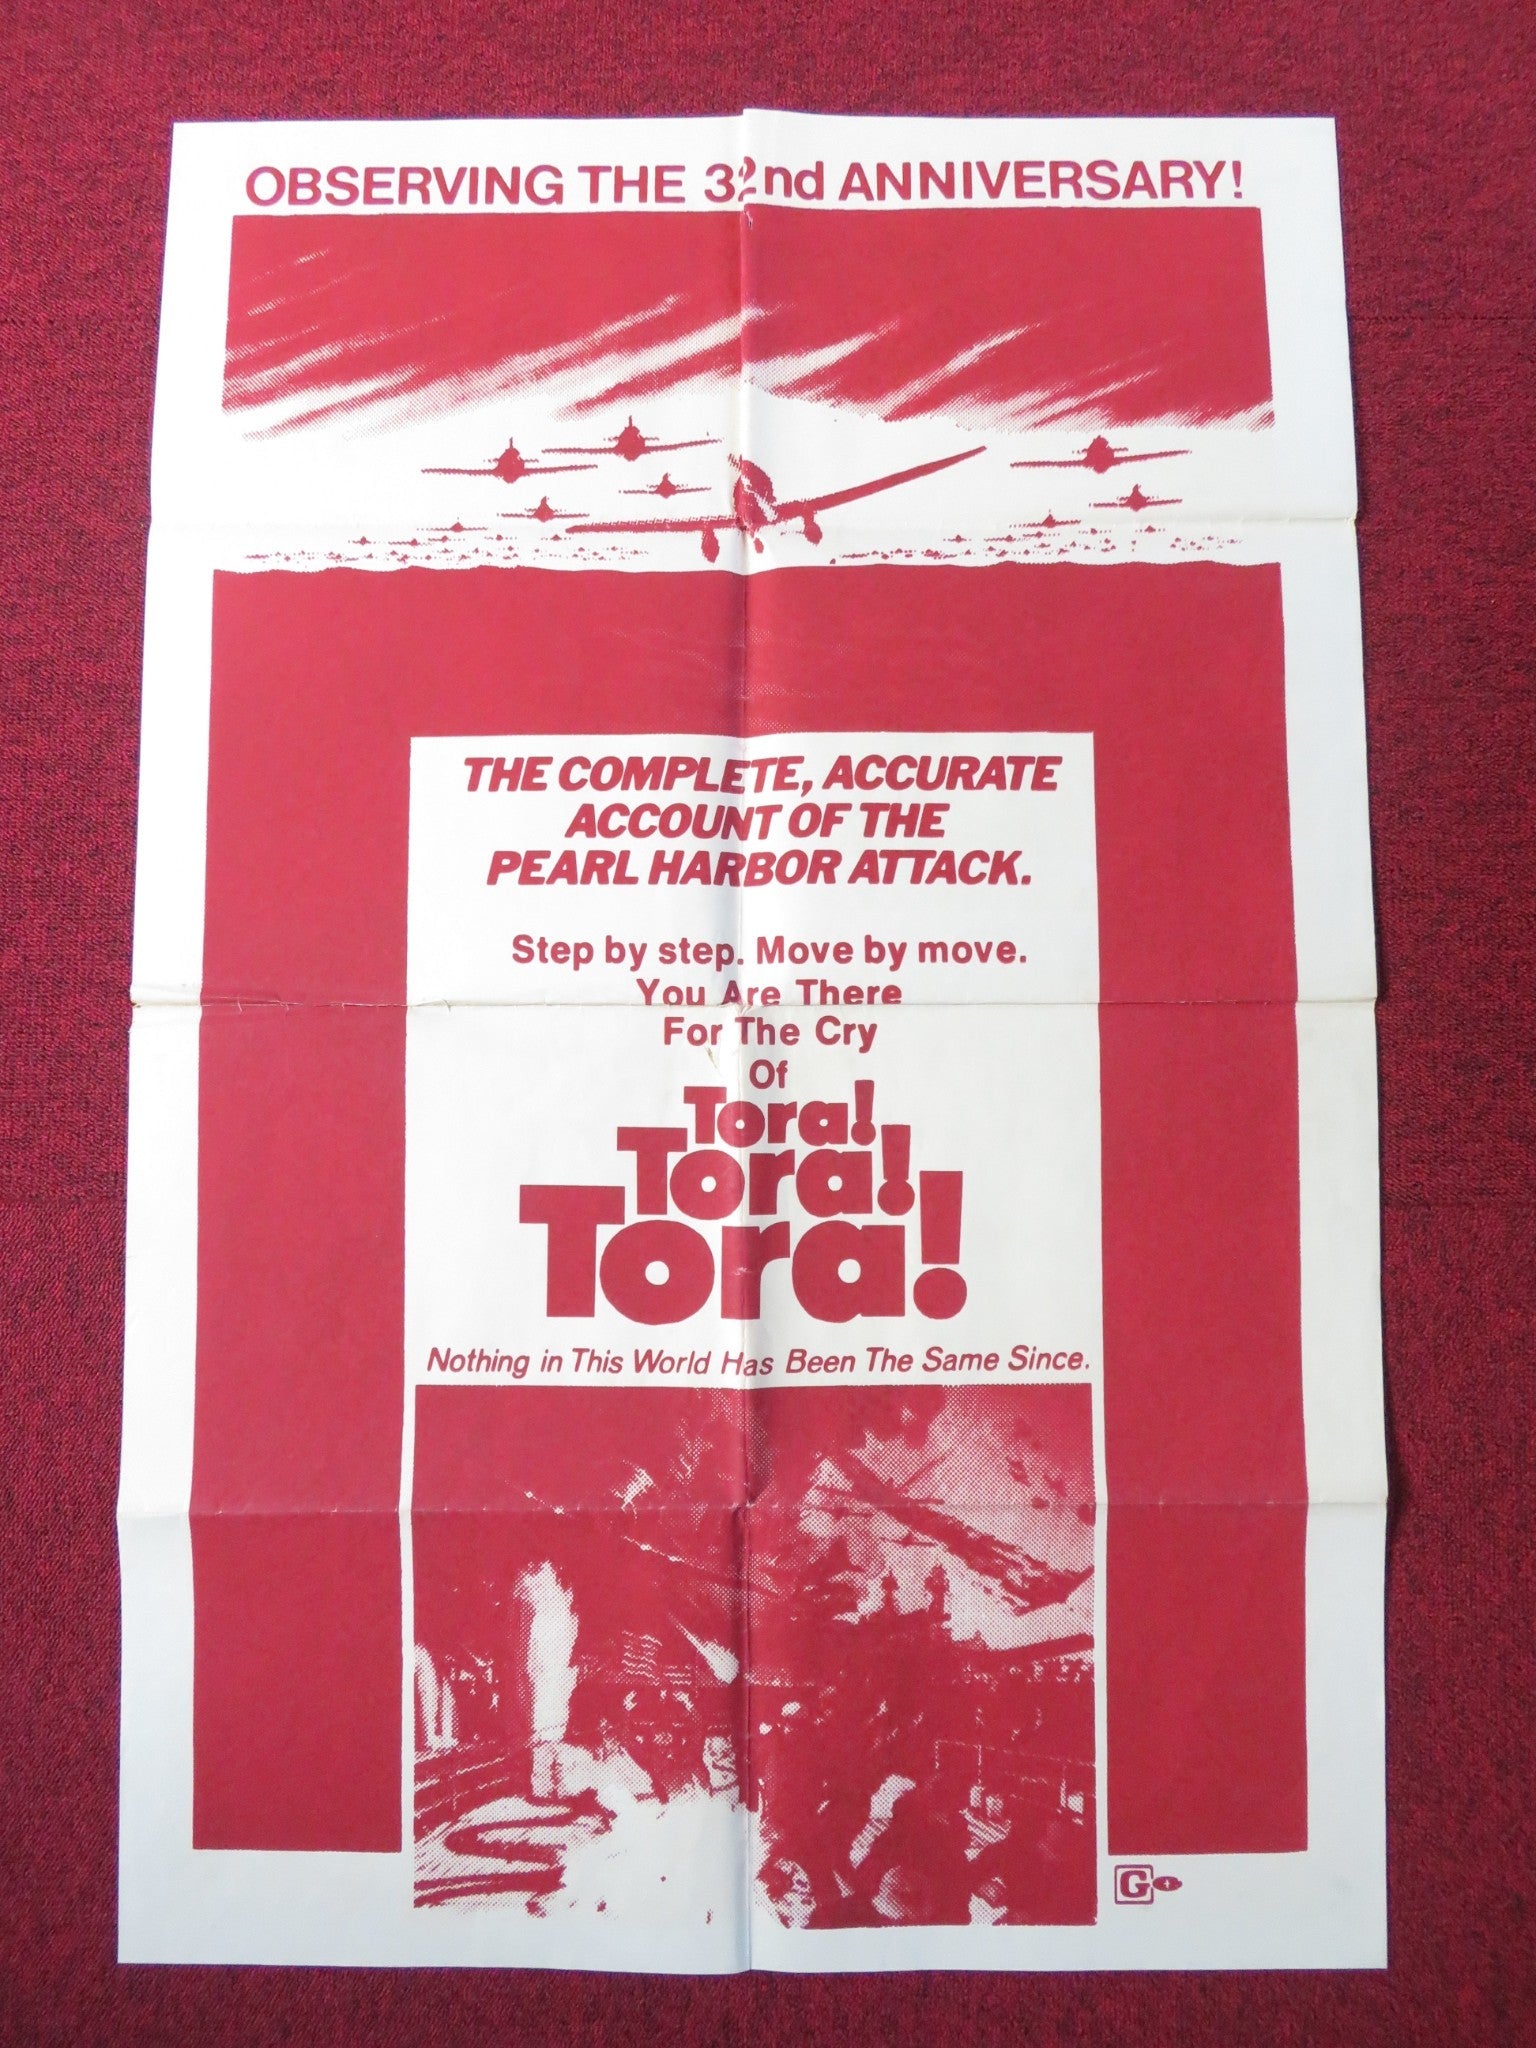 OBSERVING THE 32nd ANNIVERSARY!
THE COMPLETE, ACCURATE
ACCOUNT OF THE
PEARL HARBOR ATTACK.
Step by step. Move by move.
You Are There
For The Cry
Of
Tora!
Tora!
Tora!
Nothing in This World Has Been The Same Since.
G